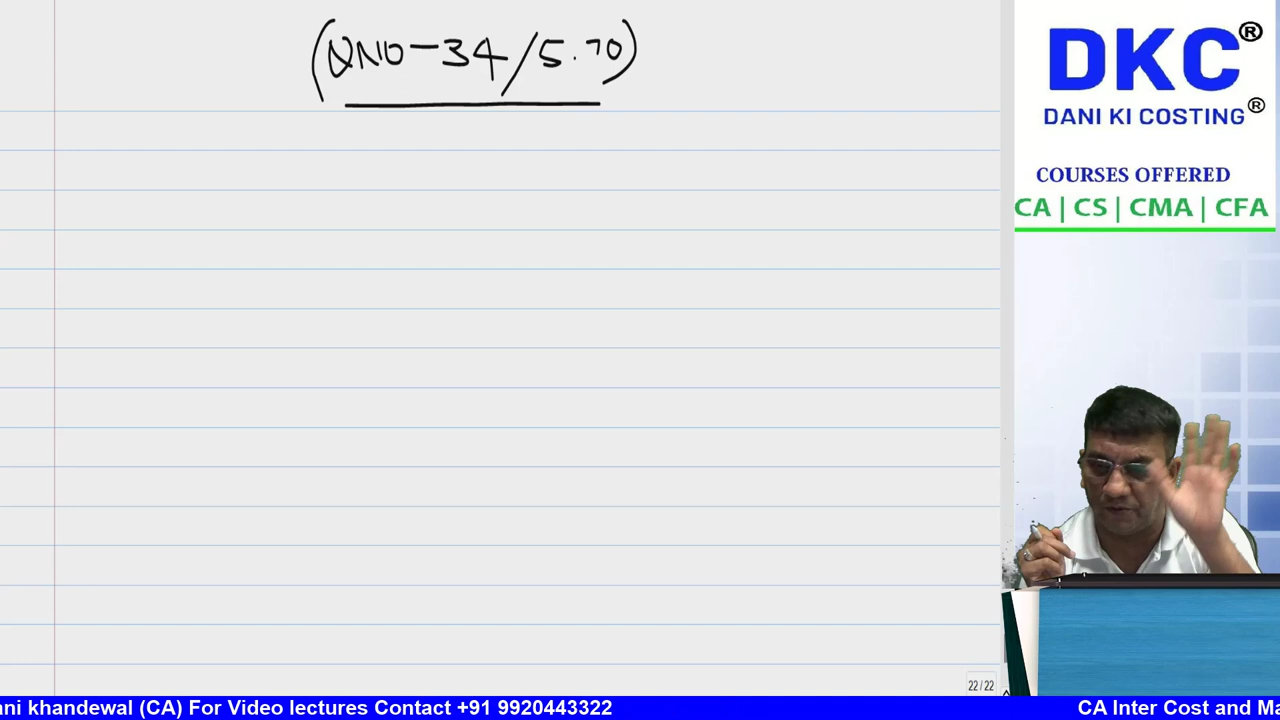 (QNO-34/5.70)
DKC®
DANI KI COSTING®
COURSES OFFERED
CA | CS | CMA | CFA
22/22
ani khandewal (CA) For Video lectures Contact +91 9920443322
CA Inter Cost and Ma